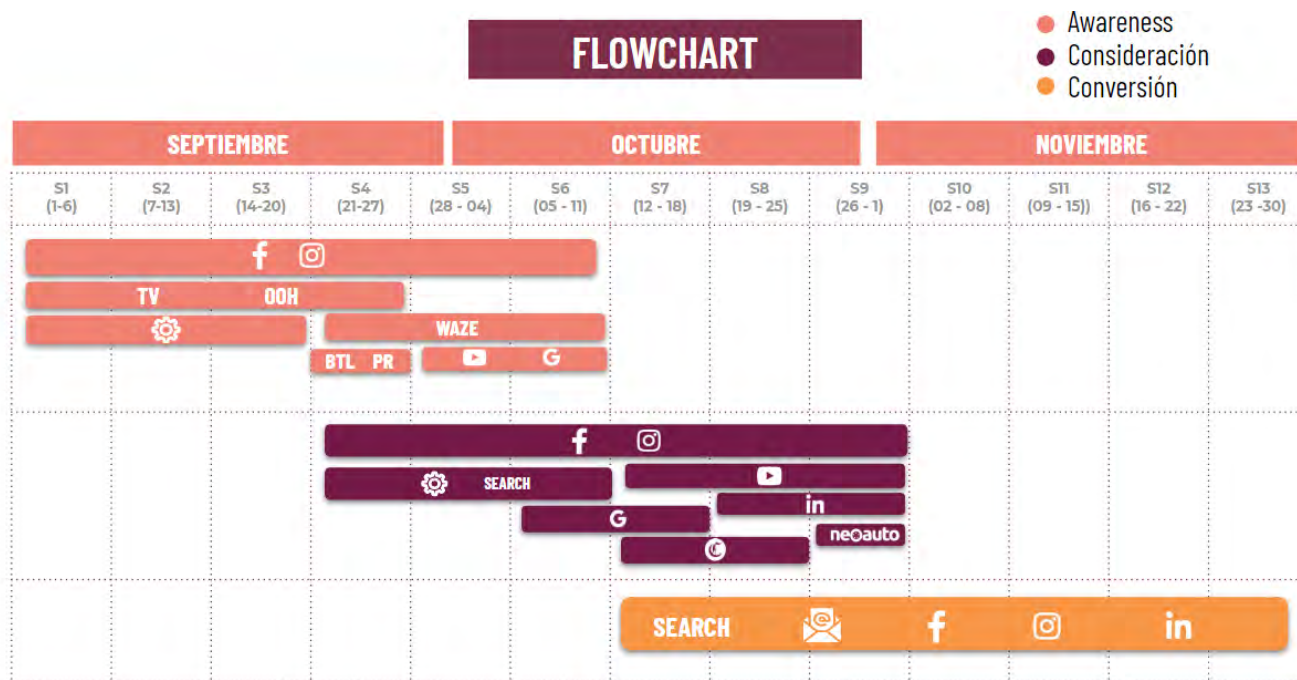 FLOWCHART
Awareness
Consideración
Conversión
SEPTIEMBRE OCTUBRE NOVIEMBRE
S1 S2 S3 S4 S5 S6 S7 S8 S9 S10 S11 S12 S13
(1-6) (7-13) (14-20) (21-27) (28 - 04) (05 - 11) (12 - 18) (19 - 25) (26 - 1) (02 - 08) (09 - 15)) (16 - 22) (23 -30)
TV OOH
WAZE
BTL PR G
SEARCH
in
G
neoauto
SEARCH in